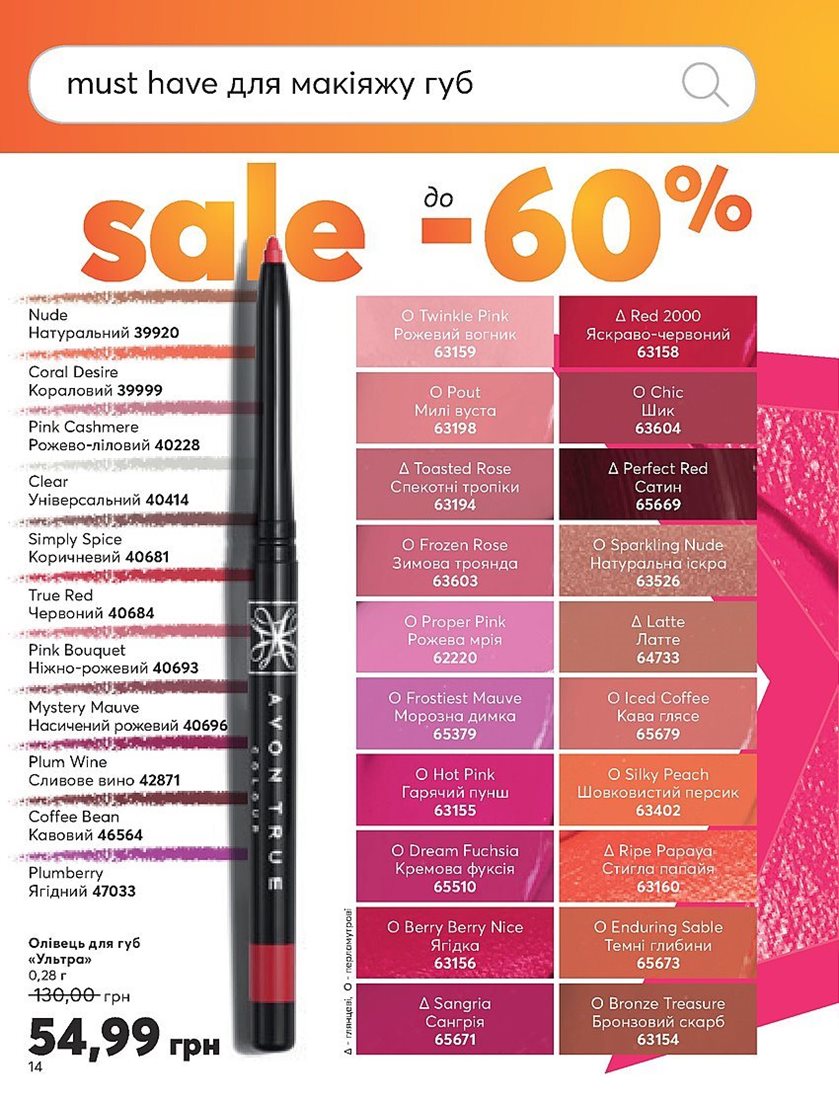 must have для макіяжу губ
sale до -60%
Nude
Натуральний 39920
Coral Desire
Кораловий 39999
Pink Cashmere
Рожево-ліловий 40228
Clear
Універсальний 40414
Simply Spice
Коричневий 40681
True Red
Червоний 40684
Pink Bouquet
Ніжно-рожевий 40693
Mystery Mauve
Насичений рожевий 40696
Plum Wine
Сливове вино 42871
Coffee Bean
Кавовий 46564
Plumberry
Ягідний 47033
Олівець для губ
«Ультра»
0,28 г
130,00 грн
54,99 грн
14
AVON TRUE
COLOUR
O Twinkle Pink
Рожевий вогник
63159
O Pout
Милі вуста
63198
Δ Toasted Rose
Спекотні тропіки
63194
O Frozen Rose
Зимова троянда
63603
O Proper Pink
Рожева мрія
62220
O Frostiest Mauve
Морозна димка
65379
O Hot Pink
Гарячий пунш
63155
O Dream Fuchsia
Кремова фуксія
65510
O Berry Berry Nice
Ягідка
63156
Δ Sangria
Сангрія
65671
Δ Red 2000
Яскраво-червоний
63158
O Chic
Шик
63604
Δ Perfect Red
Сатин
65669
O Sparkling Nude
Натуральна іскра
63526
Δ Latte
Латте
64733
O Iced Coffee
Кава глясе
65679
O Silky Peach
Шовковистий персик
63402
Δ Ripe Papaya
Стигла папайя
63160
O Enduring Sable
Темні глибини
65673
O Bronze Treasure
Бронзовий скарб
63154
Δ - глянцеві, O - перламутрові